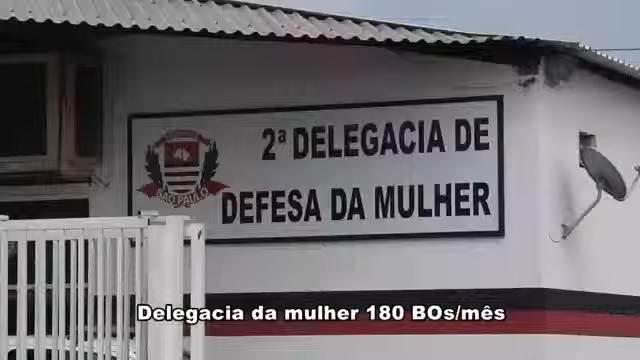 2ª DELEGACIA DE
DEFESA DA MULHER
SÃO PAULO
Delegacia da mulher 180 BOs/mês